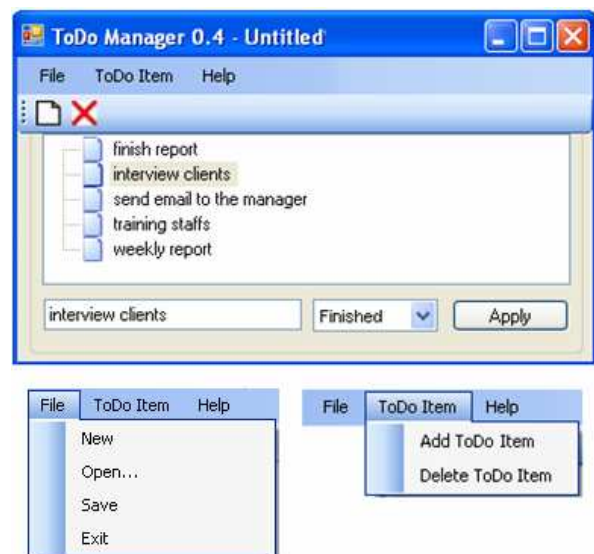 ToDo Manager 0.4 - Untitled
File ToDo Item Help
finish report
interview clients
send email to the manager
training staffs
weekly report
interview clients Finished Apply
File ToDo Item Help
New
Open...
Save
Exit
File ToDo Item Help
Add ToDo Item
Delete ToDo Item